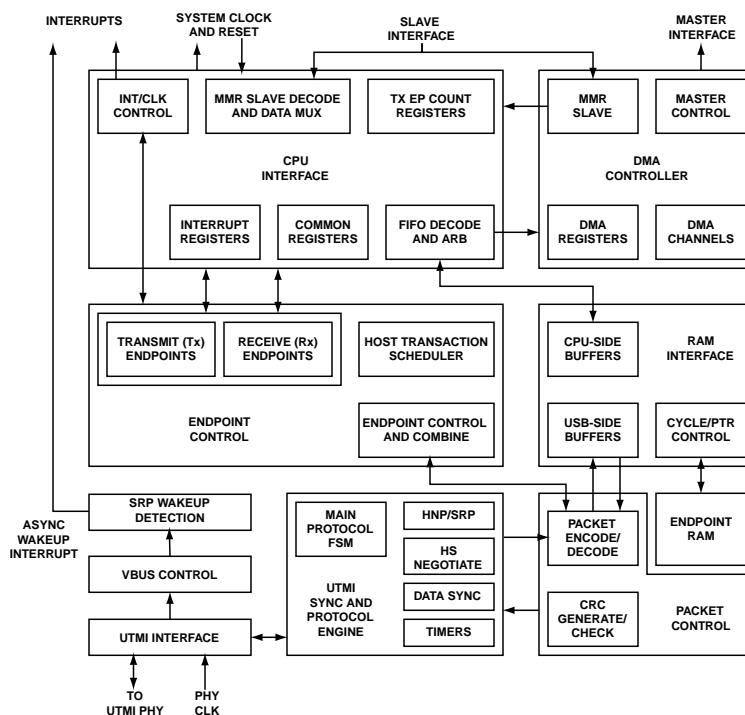 INTERRUPTS
SYSTEM CLOCK
AND RESET
SLAVE
INTERFACE
MASTER
INTERFACE
INT/CLK
CONTROL
MMR SLAVE DECODE
AND DATA MUX
TX EP COUNT
REGISTERS
MMR
SLAVE
MASTER
CONTROL
CPU
INTERFACE
DMA
CONTROLLER
INTERRUPT
REGISTERS
COMMON
REGISTERS
FIFO DECODE
AND ARB
DMA
REGISTERS
DMA
CHANNELS
TRANSMIT (Tx)
ENDPOINTS
RECEIVE (Rx)
ENDPOINTS
HOST TRANSACTION
SCHEDULER
CPU-SIDE
BUFFERS
RAM
INTERFACE
ENDPOINT
CONTROL
ENDPOINT CONTROL
AND COMBINE
USB-SIDE
BUFFERS
CYCLE/PTR
CONTROL
ASYNC
WAKEUP
INTERRUPT
SRP WAKEUP
DETECTION
VBUS CONTROL
UTMI INTERFACE
TO
UTMI PHY
PHY
CLK
MAIN
PROTOCOL
FSM
UTMI
SYNC AND
PROTOCOL
ENGINE
HNP/SRP
HS
NEGOTIATE
DATA SYNC
TIMERS
PACKET
ENCODE/
DECODE
ENDPOINT
RAM
CRC
GENERATE/
CHECK
PACKET
CONTROL